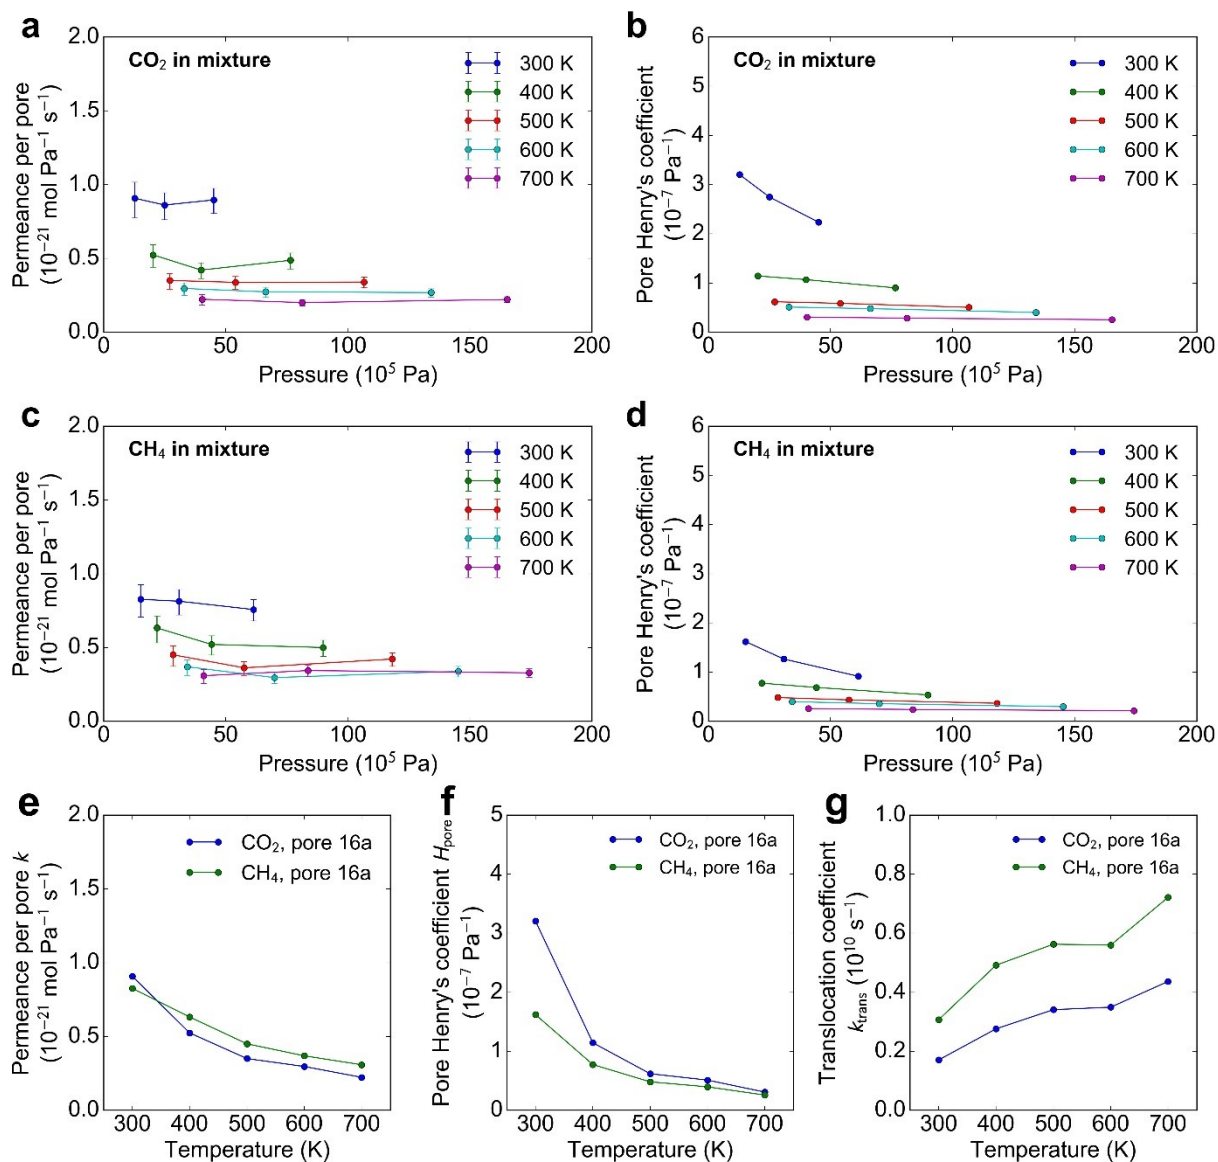 a
Permeance per pore
(10⁻²¹ mol Pa⁻¹ s⁻¹)
2.0
1.5
1.0
0.5
0.0
CO₂ in mixture
300 K
400 K
500 K
600 K
700 K
0 50 100 150 200
Pressure (10⁵ Pa)
b
Pore Henry's coefficient
(10⁻⁷ Pa⁻¹)
6
5
4
3
2
1
0
CO₂ in mixture
300 K
400 K
500 K
600 K
700 K
0 50 100 150 200
Pressure (10⁵ Pa)
c
Permeance per pore
(10⁻²¹ mol Pa⁻¹ s⁻¹)
2.0
1.5
1.0
0.5
0.0
CH₄ in mixture
300 K
400 K
500 K
600 K
700 K
0 50 100 150 200
Pressure (10⁵ Pa)
d
Pore Henry's coefficient
(10⁻⁷ Pa⁻¹)
6
5
4
3
2
1
0
CH₄ in mixture
300 K
400 K
500 K
600 K
700 K
0 50 100 150 200
Pressure (10⁵ Pa)
e
Permeance per pore k
(10⁻²¹ mol Pa⁻¹ s⁻¹)
2.0
1.5
1.0
0.5
0.0
CO₂, pore 16a
CH₄, pore 16a
300 400 500 600 700
Temperature (K)
f
Pore Henry's coefficient H_pore
(10⁻⁷ Pa⁻¹)
5
4
3
2
1
0
CO₂, pore 16a
CH₄, pore 16a
300 400 500 600 700
Temperature (K)
g
Translocation coefficient
k_trans (10¹⁰ s⁻¹)
1.0
0.8
0.6
0.4
0.2
0.0
CO₂, pore 16a
CH₄, pore 16a
300 400 500 600 700
Temperature (K)